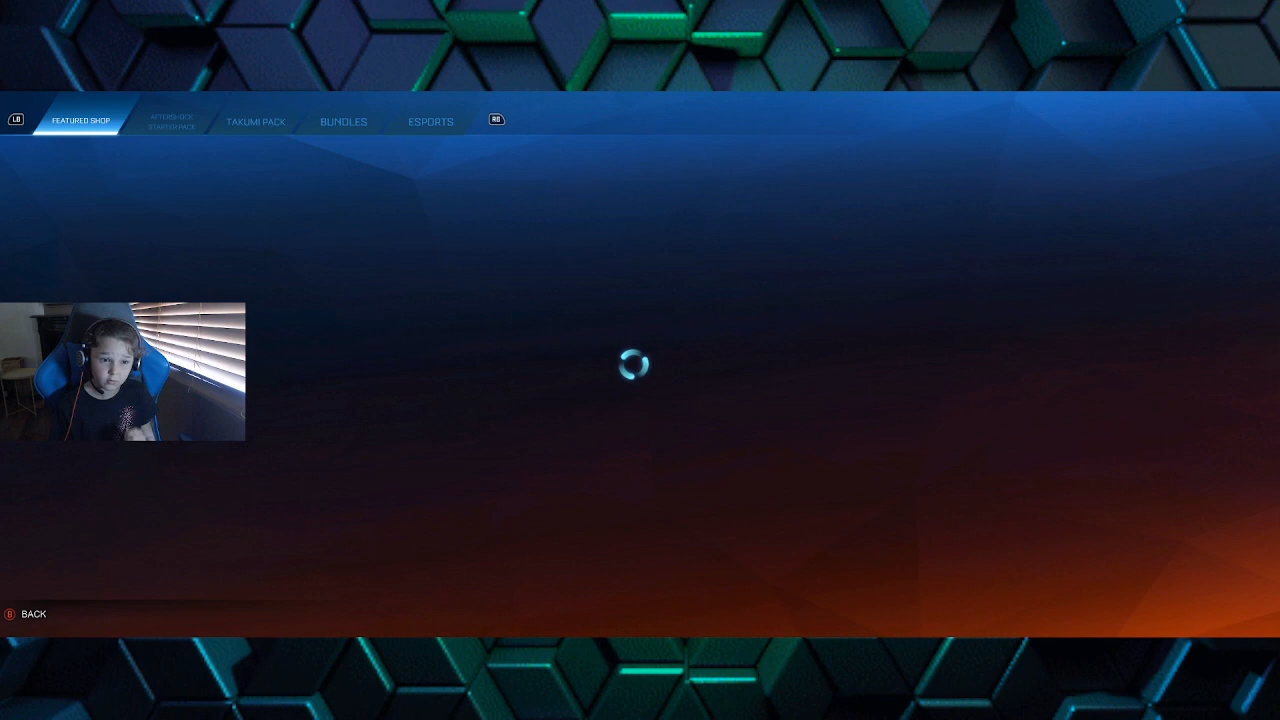 LB
FEATURED SHOP
AFTERSHOCK
STARTER PACK
TAKUMI PACK
BUNDLES
ESPORTS
RB
B BACK